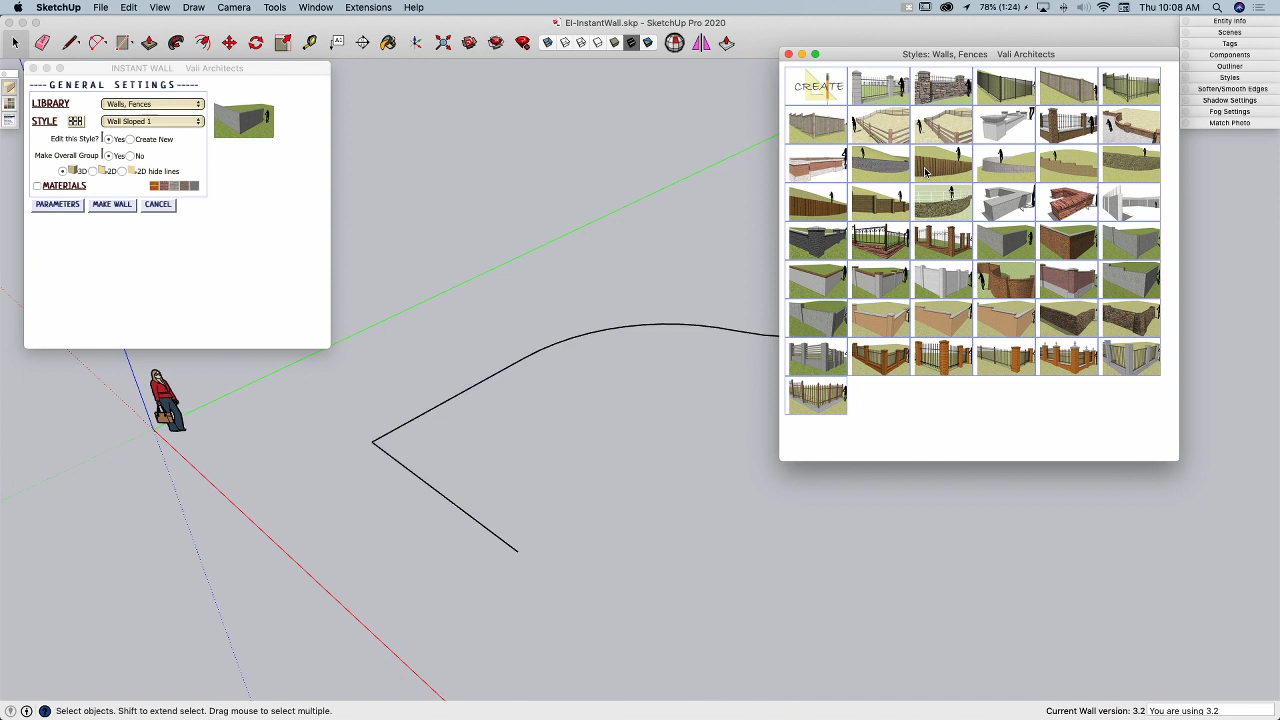 SketchUp File Edit View Draw Camera Tools Window Extensions Help
78% (1:24) Thu 10:08 AM
EI-InstantWall.skp - SketchUp Pro 2020
Entity Info
Scenes
Tags
Components
Outliner
Styles
Soften/Smooth Edges
Shadow Settings
Fog Settings
Match Photo
INSTANT WALL Vali Architects
---- GENERAL SETTINGS -----
LIBRARY Walls, Fences
STYLE Wall Sloped 1
Edit this Style? Yes Create New
Make Overall Group Yes No
3D 2D 2D hide lines
MATERIALS
PARAMETERS MAKE WALL CANCEL
Styles: Walls, Fences Vali Architects
CREATE
Select objects. Shift to extend select. Drag mouse to select multiple.
Current Wall version: 3.2 You are using 3.2